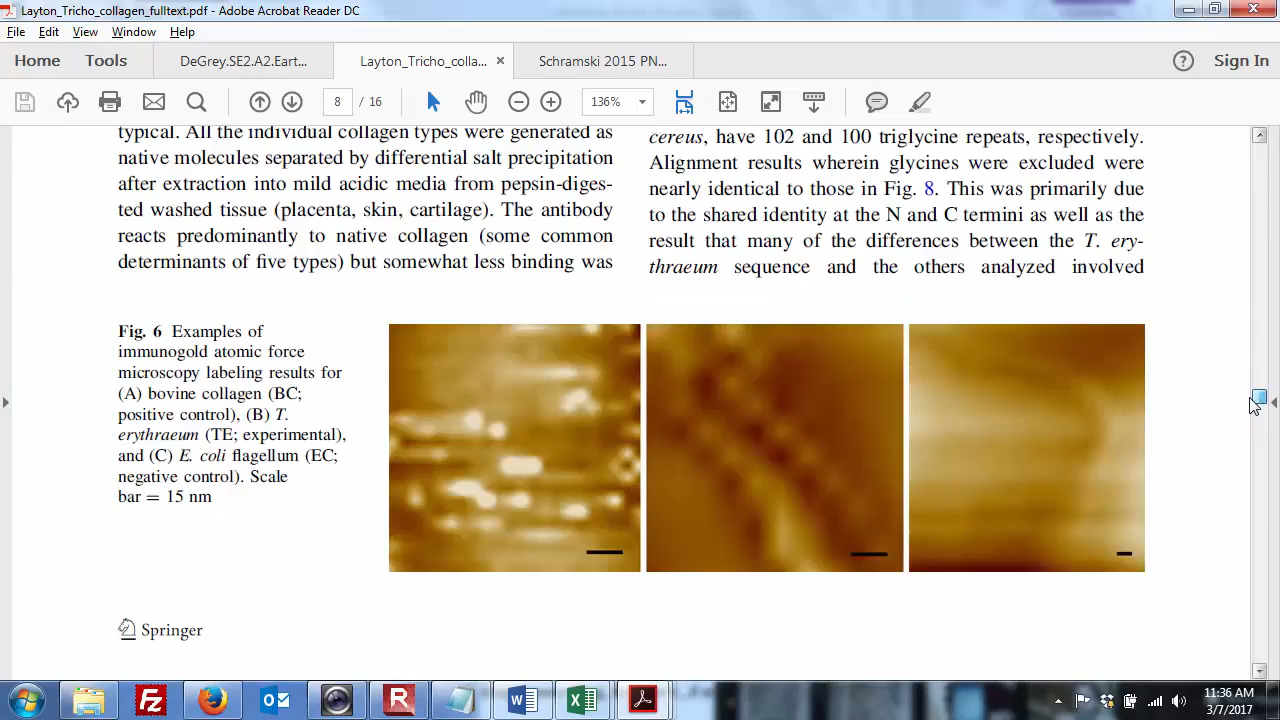 Layton_Tricho_collagen_fulltext.pdf - Adobe Acrobat Reader DC
File Edit View Window Help
Home Tools DeGrey.SE2.A2.Eart... Layton_Tricho_colla... × Schramski 2015 PN... ? Sign In
8 / 16 136%
typical. All the individual collagen types were generated as
native molecules separated by differential salt precipitation
after extraction into mild acidic media from pepsin-diges-
ted washed tissue (placenta, skin, cartilage). The antibody
reacts predominantly to native collagen (some common
determinants of five types) but somewhat less binding was
cereus, have 102 and 100 triglycine repeats, respectively.
Alignment results wherein glycines were excluded were
nearly identical to those in Fig. 8. This was primarily due
to the shared identity at the N and C termini as well as the
result that many of the differences between the T. ery-
thraeum sequence and the others analyzed involved
Fig. 6 Examples of
immunogold atomic force
microscopy labeling results for
(A) bovine collagen (BC;
positive control), (B) T.
erythraeum (TE; experimental),
and (C) E. coli flagellum (EC;
negative control). Scale
bar = 15 nm
Springer
11:36 AM
3/7/2017